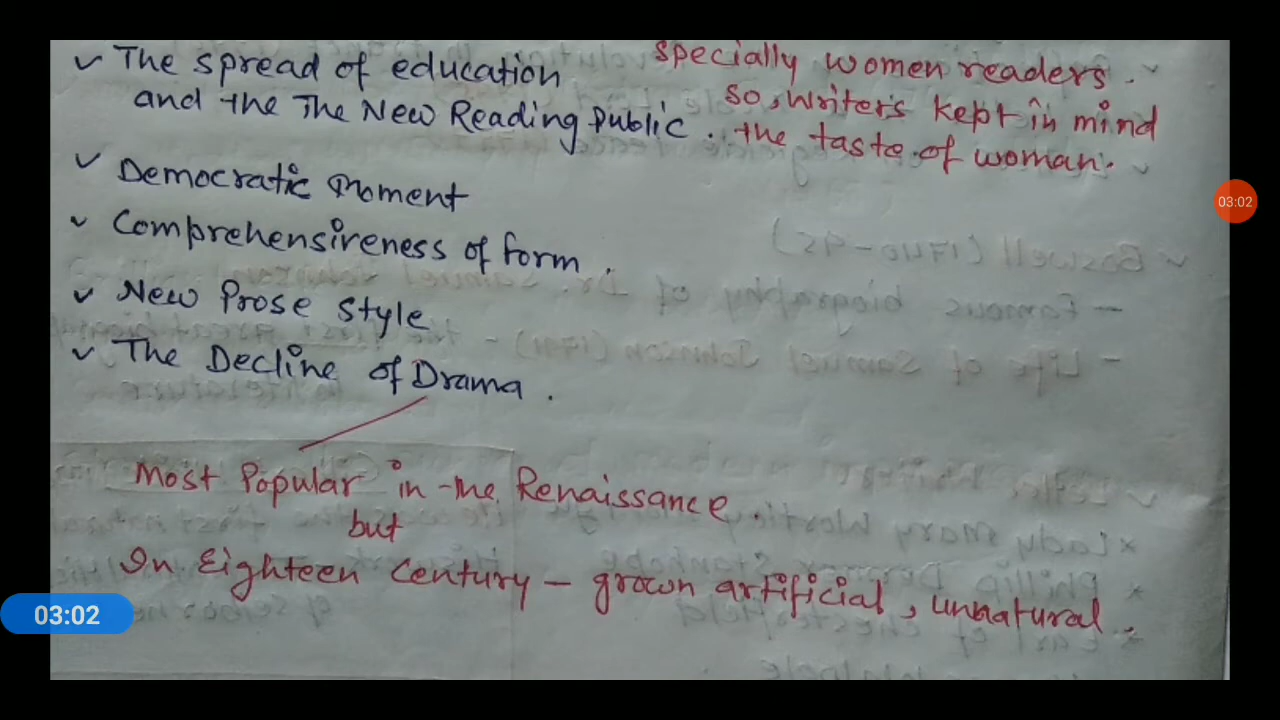 ✓ The spread of education
and the The New Reading Public.
specially women readers.
so, writer's kept in mind
the taste of woman.
✓ Democratic Moment
✓ Comprehensiveness of form.
✓ New Prose Style
✓ The Decline of Drama.
Most Popular in the Renaissance.
but
In Eighteen Century – grown artificial, unnatural.
03:02
03:02